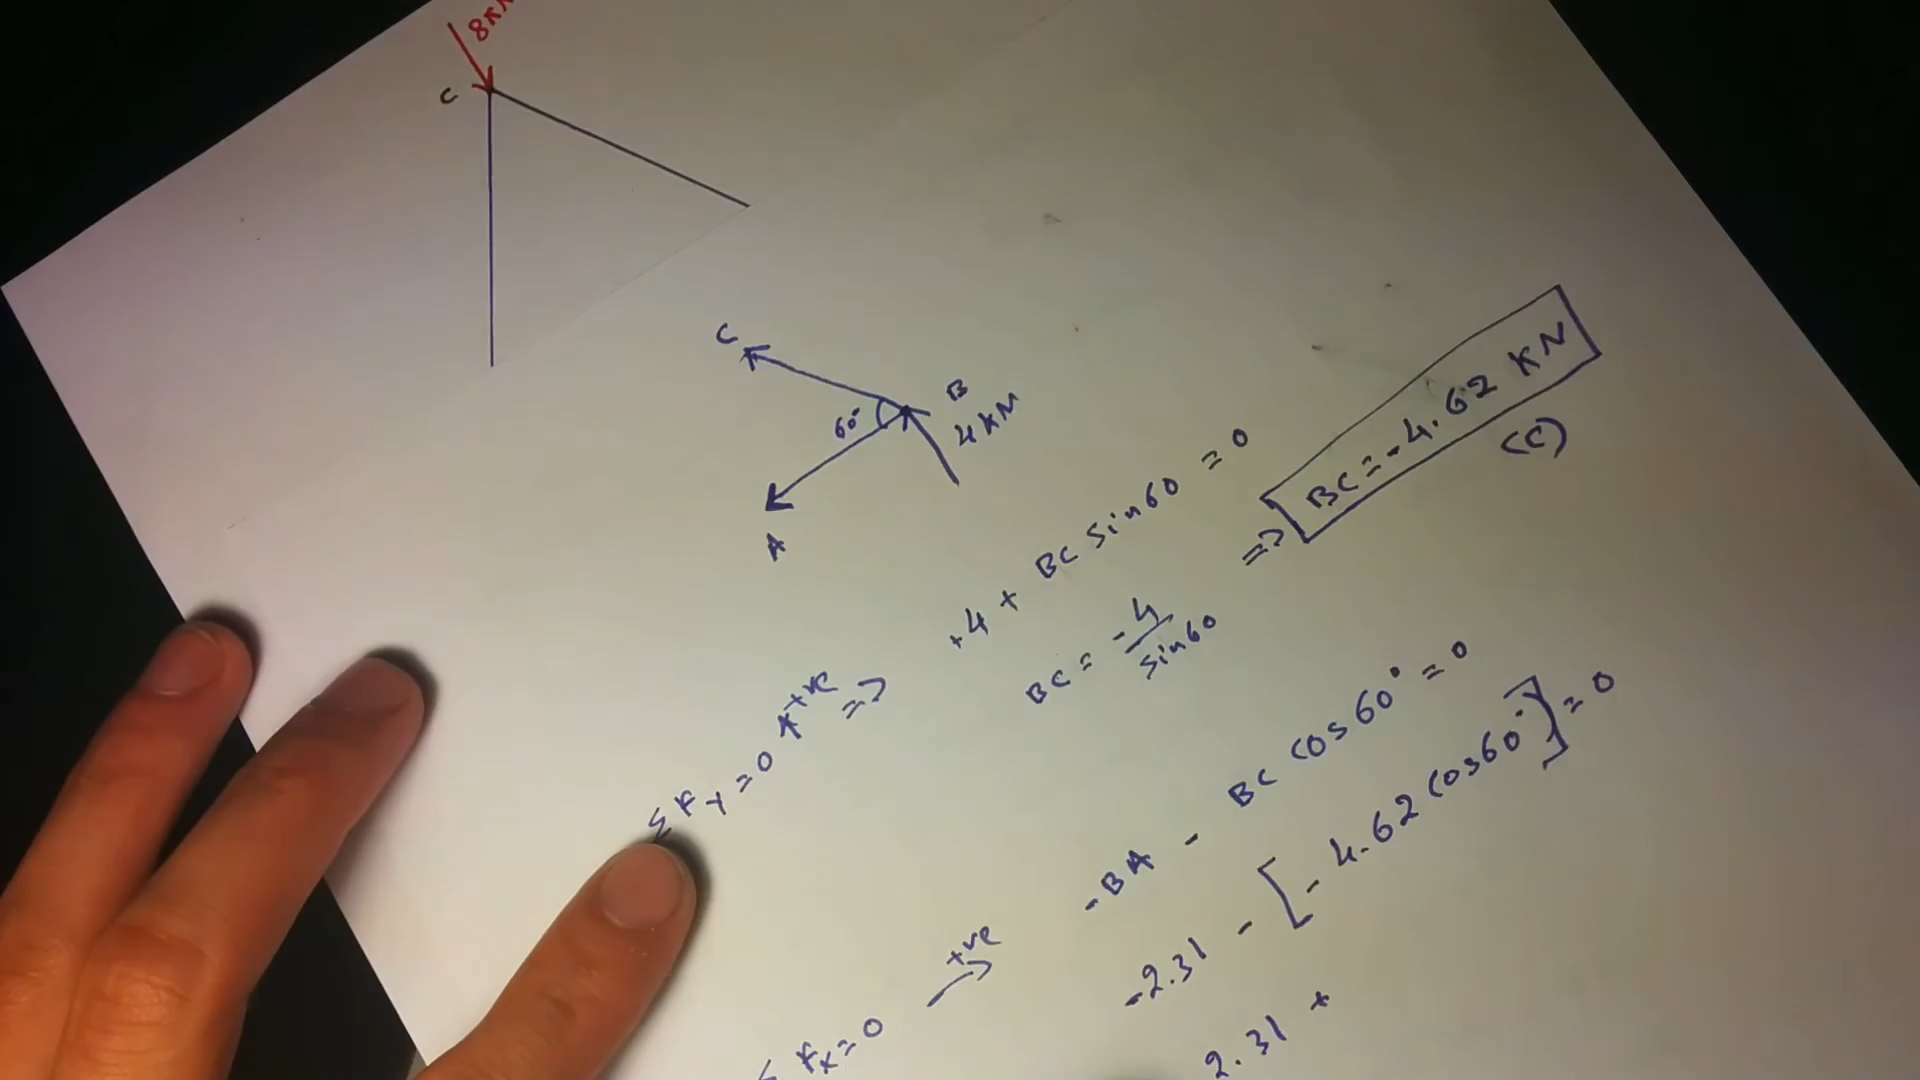 8KN
C
C
B
4KN
60°
A
ΣFy=0 ↑+ve => +4 + BC sin60 = 0
BC = -4/sin60 => BC = -4.62 KN
(C)
ΣFx=0 → +ve -BA - BC cos60° = 0
-2.31 - [-4.62 cos60°] = 0
2.31 +